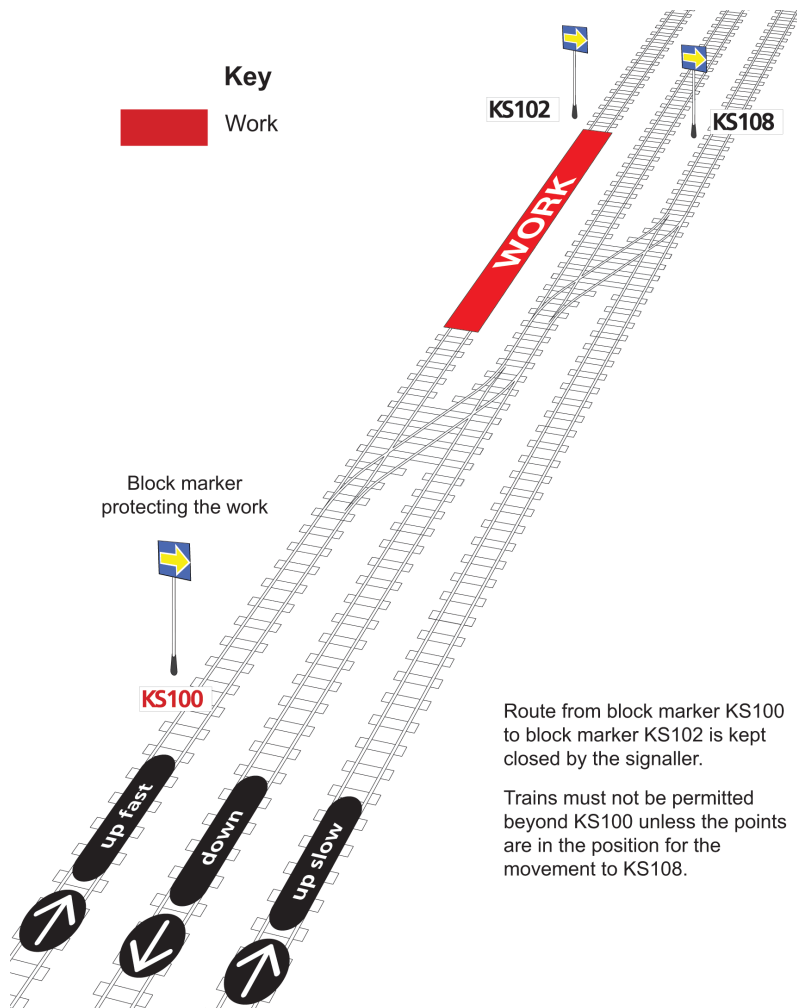 Key
Work
KS102
KS108
WORK
Block marker
protecting the work
KS100
Route from block marker KS100
to block marker KS102 is kept
closed by the signaller.
Trains must not be permitted
beyond KS100 unless the points
are in the position for the
movement to KS108.
up fast
down
up slow